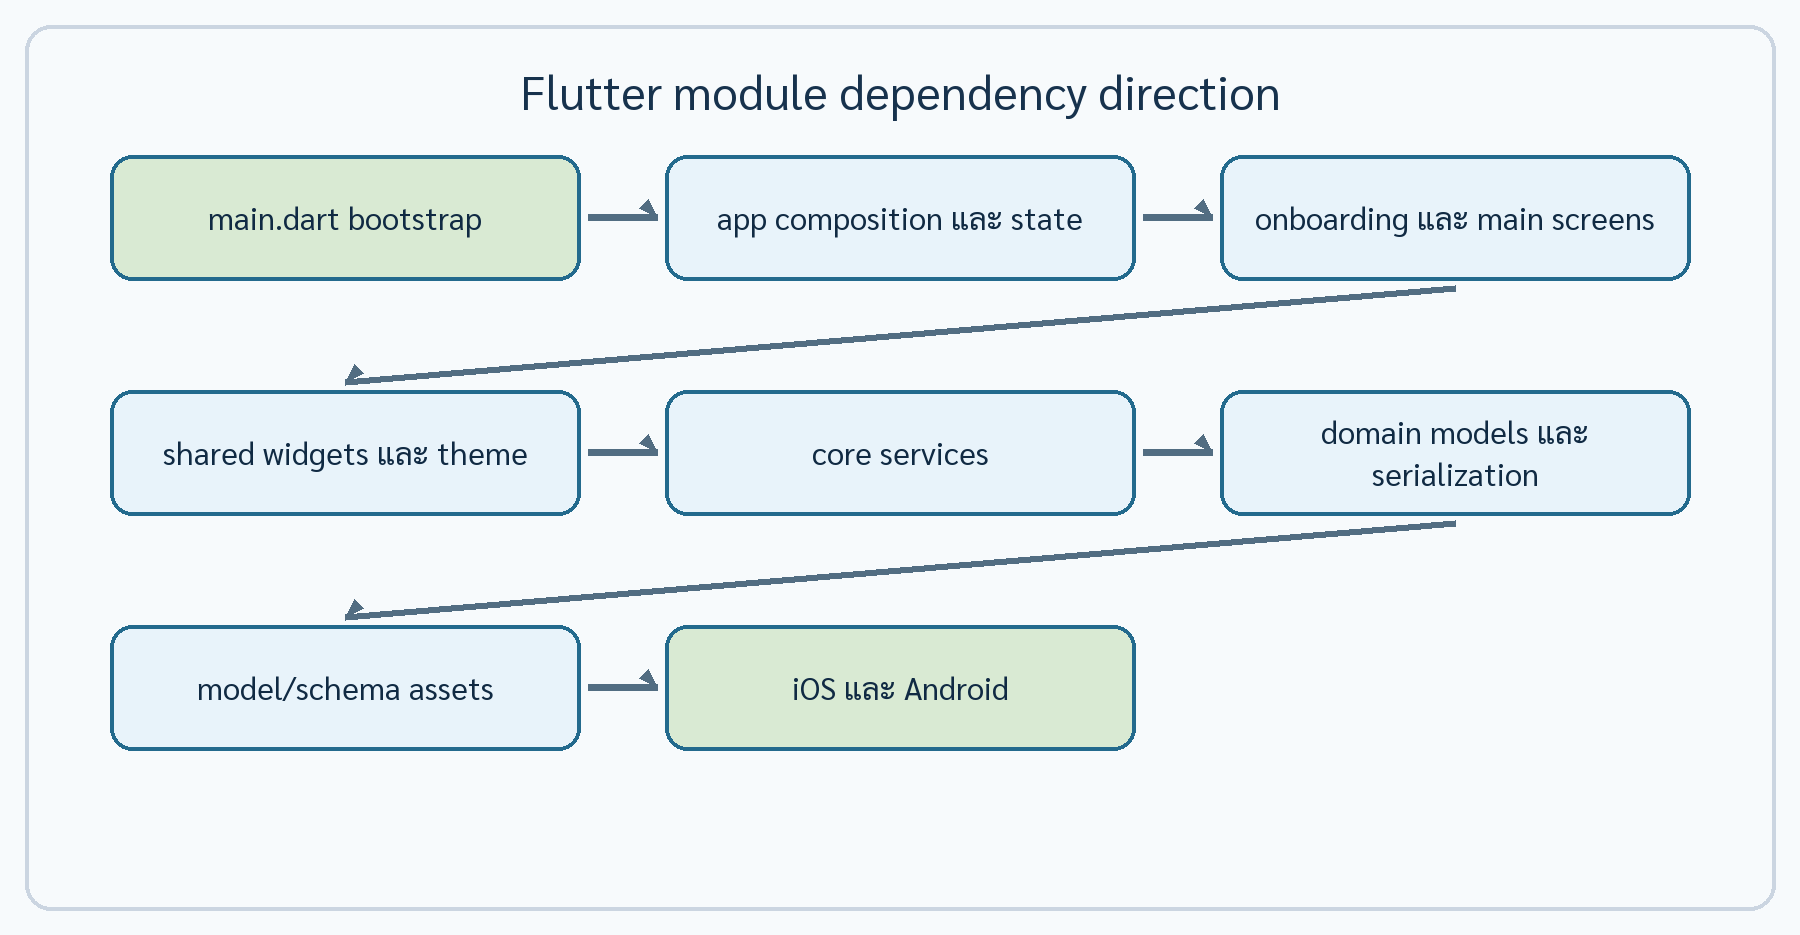 Flutter module dependency direction
main.dart bootstrap
app composition และ state
onboarding และ main screens
shared widgets และ theme
core services
domain models และ
serialization
model/schema assets
iOS และ Android